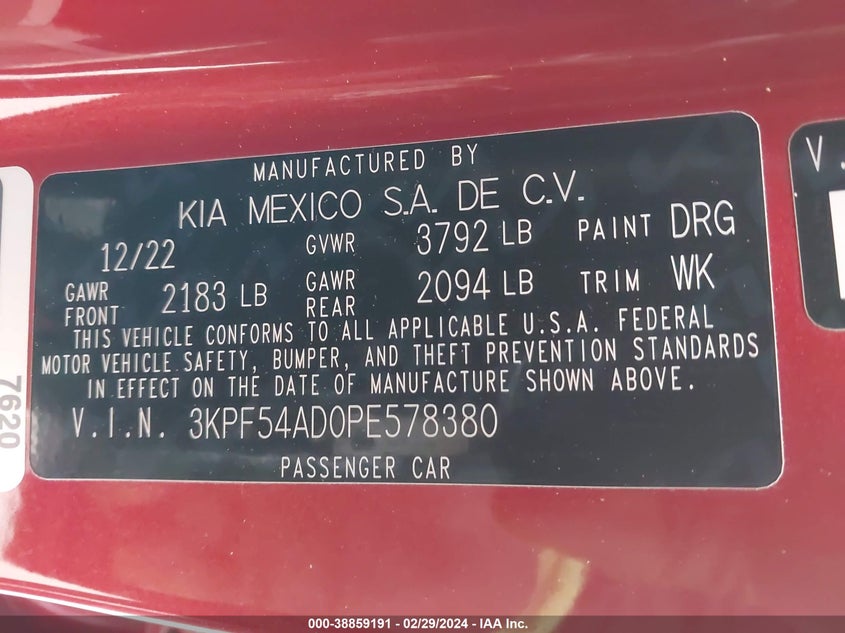 MANUFACTURED BY
KIA MEXICO S.A. DE C.V.
12/22 GVWR 3792 LB PAINT DRG
GAWR FRONT 2183 LB GAWR REAR 2094 LB TRIM WK
THIS VEHICLE CONFORMS TO ALL APPLICABLE U.S.A. FEDERAL
MOTOR VEHICLE SAFETY, BUMPER, AND THEFT PREVENTION STANDARDS
IN EFFECT ON THE DATE OF MANUFACTURE SHOWN ABOVE.
V.I.N. 3KPF54AD0PE578380
PASSENGER CAR
7620
V.
000-38859191 - 02/29/2024 - IAA Inc.